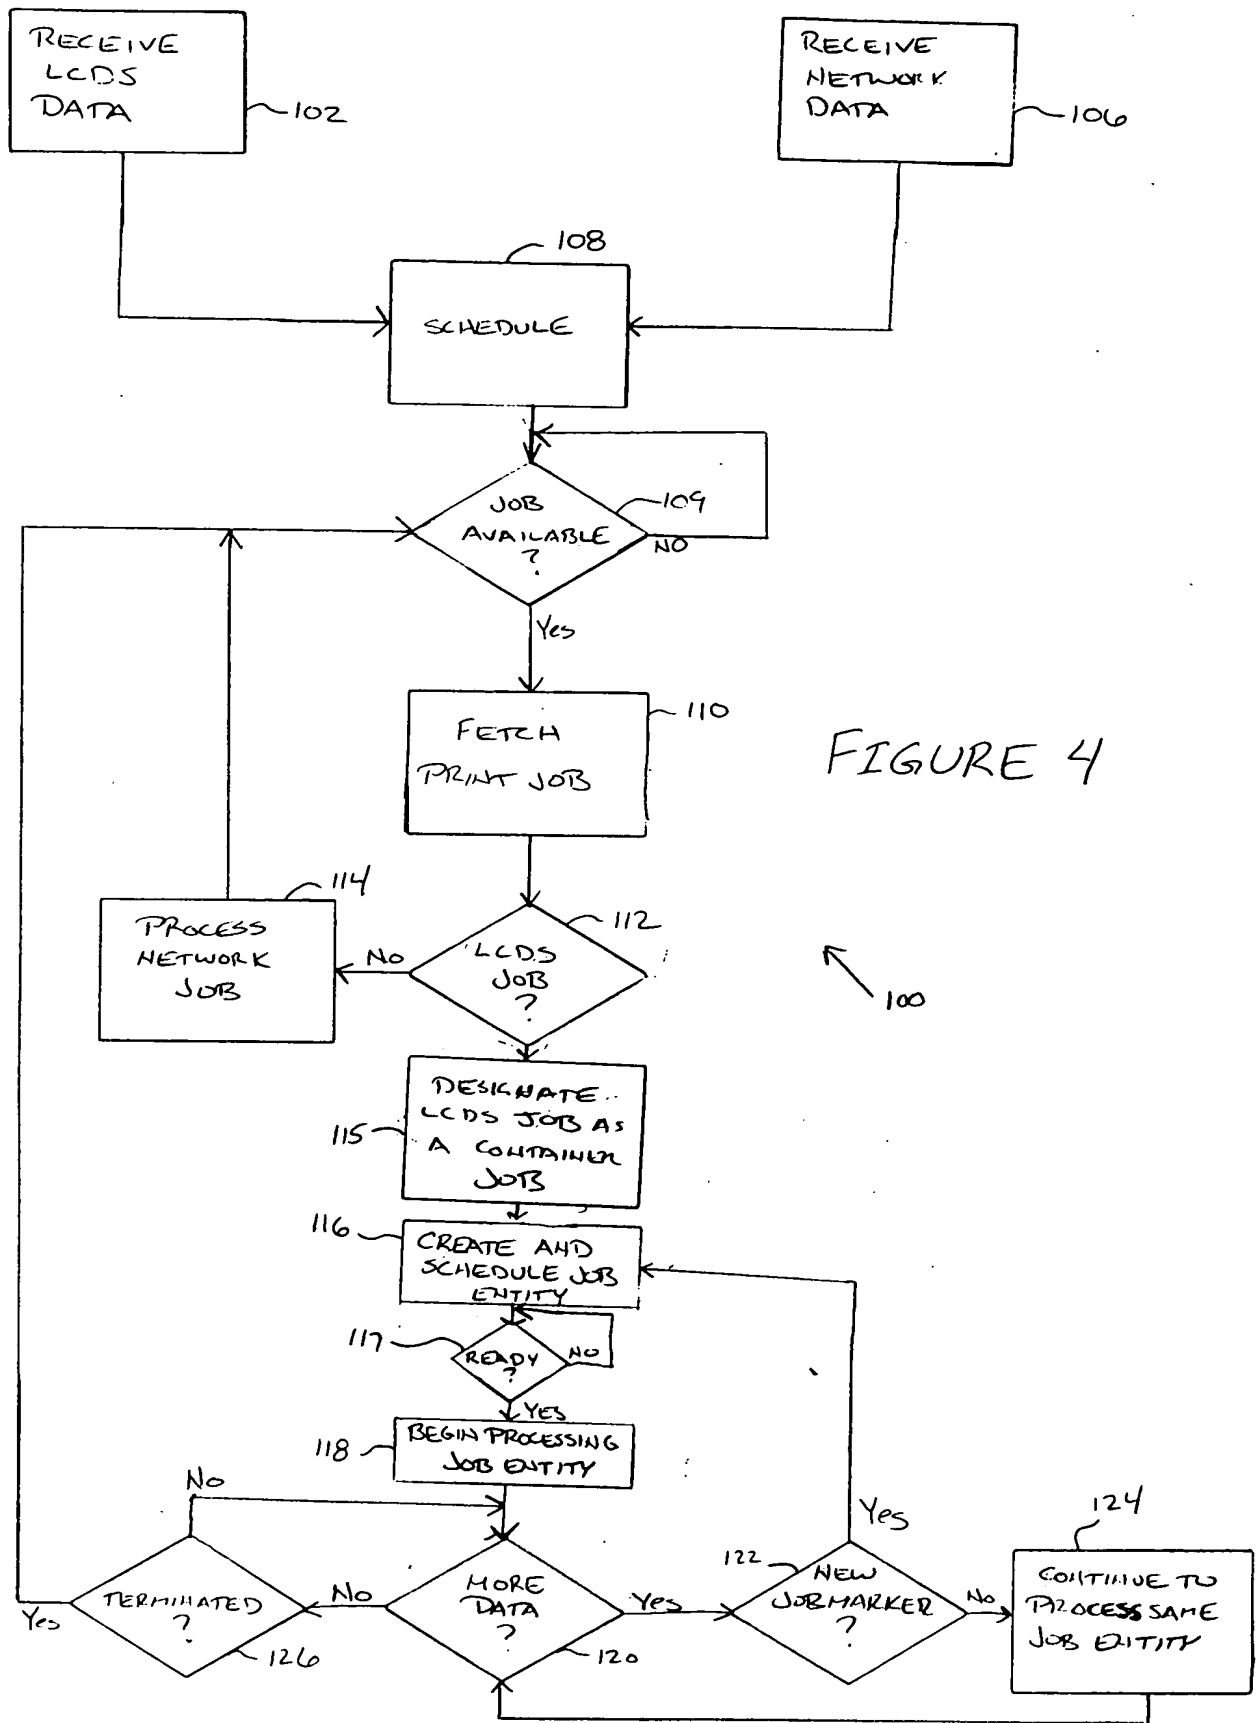 RECEIVE
LCDS
DATA
102
RECEIVE
NETWORK
DATA
106
108
SCHEDULE
JOB
AVAILABLE
?
109
NO
Yes
110
FETCH
PRINT JOB
FIGURE 4
114
PROCESS
NETWORK
JOB
No
112
LCDS
JOB
?
100
115
DESIGNATE
LCDS JOB AS
A CONTAINER
JOB
116
CREATE AND
SCHEDULE JOB
ENTITY
117
READY
?
NO
YES
118
BEGIN PROCESSING
JOB ENTITY
No
TERMINATED
?
Yes
126
No
MORE
DATA
?
120
Yes
122
NEW
JOBMARKER
?
Yes
No
124
CONTINUE TO
PROCESS SAME
JOB ENTITY